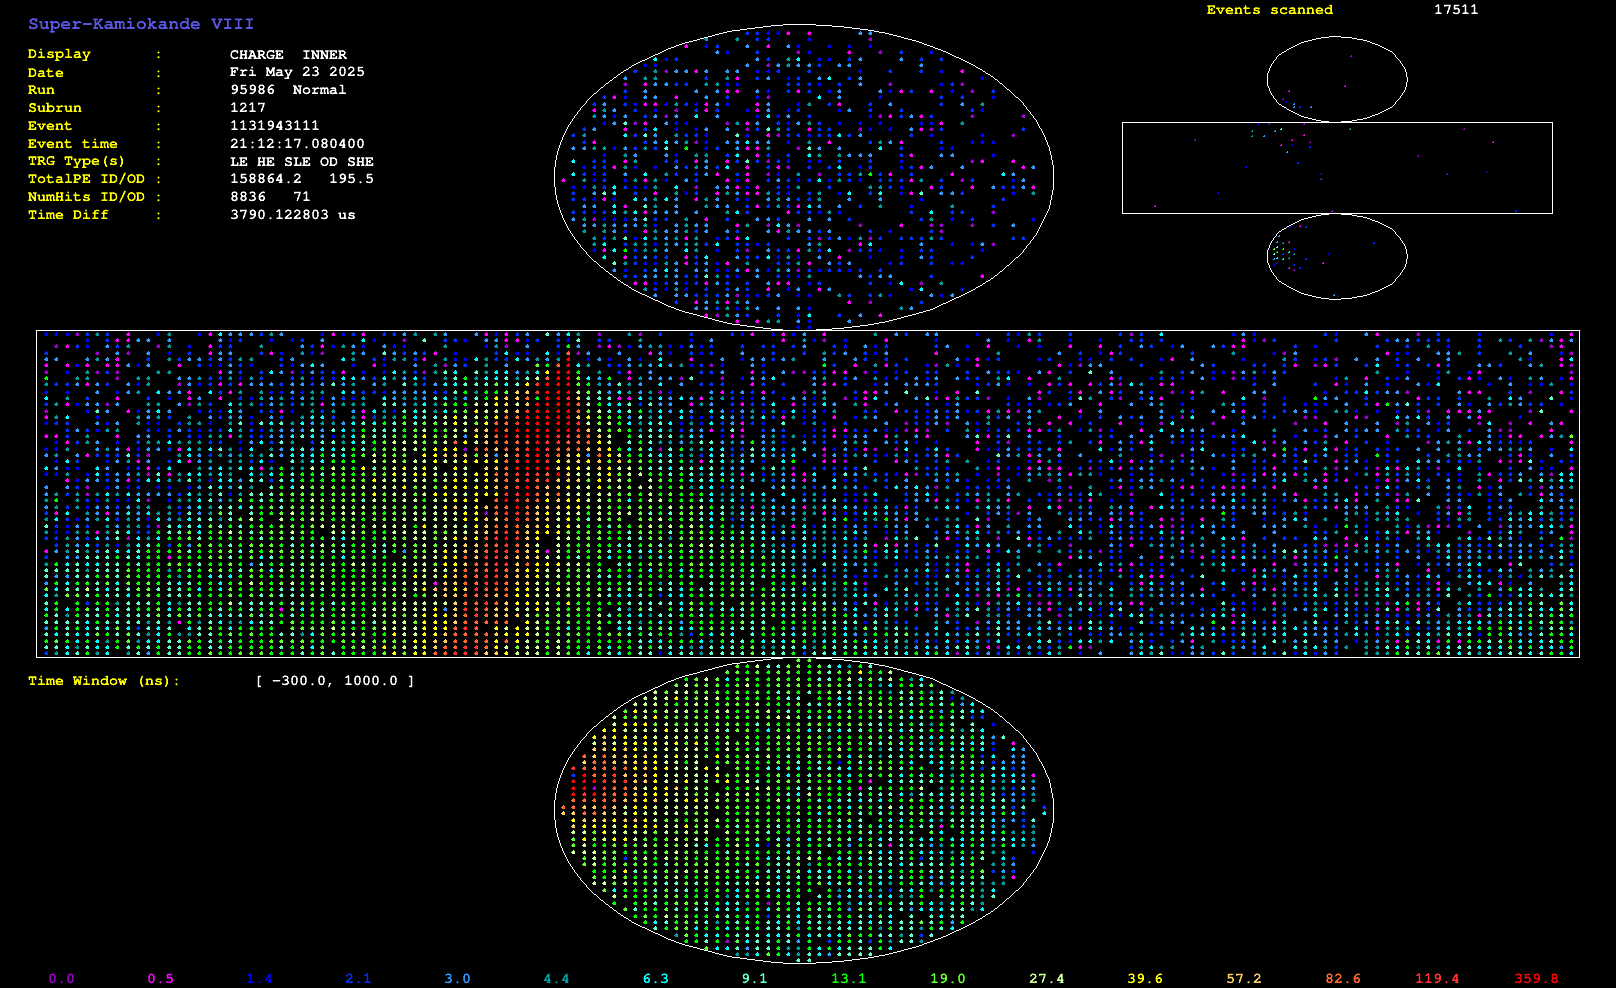 Super-Kamiokande VIII
Events scanned 17511
Display : CHARGE INNER
Date : Fri May 23 2025
Run : 95986 Normal
Subrun : 1217
Event : 1131943111
Event time : 21:12:17.080400
TRG Type(s) : LE HE SLE OD SHE
TotalPE ID/OD : 158864.2 195.5
NumHits ID/OD : 8836 71
Time Diff : 3790.122803 us
Time Window (ns): [ -300.0, 1000.0 ]
0.0 0.5 1.4 2.1 3.0 4.4 6.3 9.1 13.1 19.0 27.4 39.6 57.2 82.6 119.4 359.8